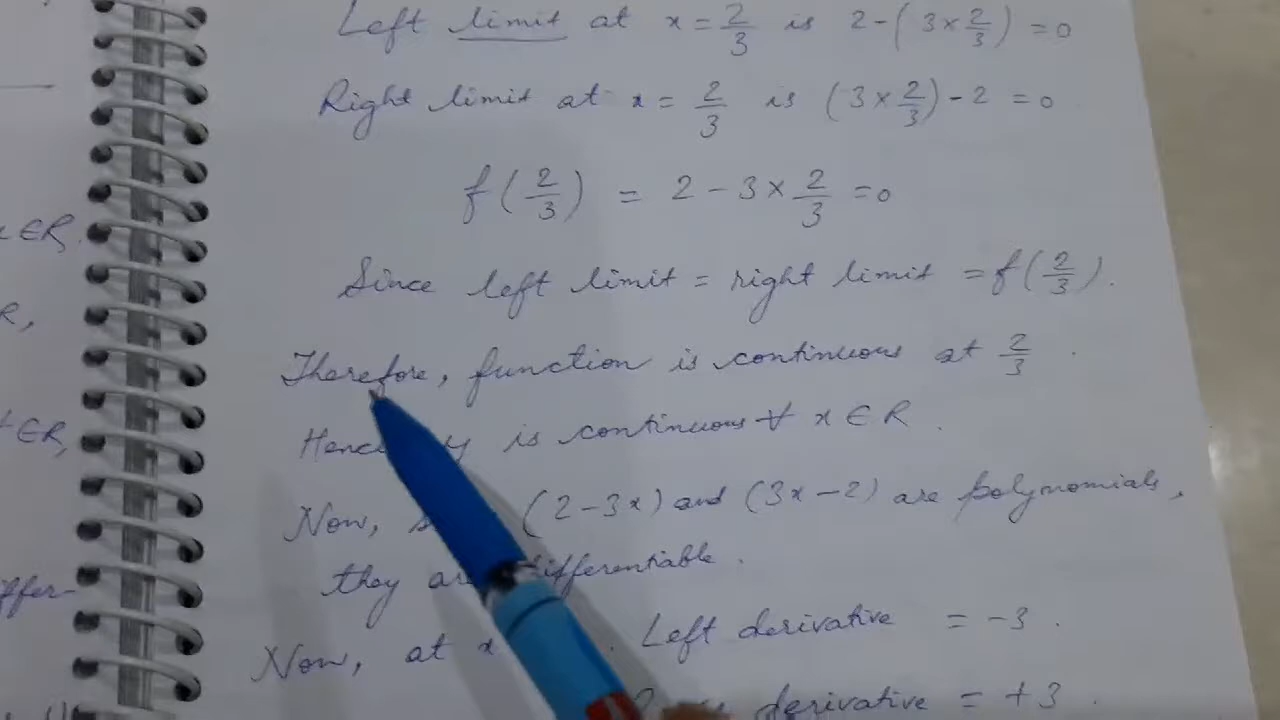 Left limit at x = 2/3 is 2 - (3 × 2/3) = 0
Right limit at x = 2/3 is (3 × 2/3) - 2 = 0
f(2/3) = 2 - 3 × 2/3 = 0
∈ R.
Since left limit = right limit = f(2/3).
R,
Therefore, function is continuous at 2/3.
∈ R,
Hence y is continuous ∀ x ∈ R.
Now, (2 - 3x) and (3x - 2) are polynomials,
they are differentiable.
ffer-
Now, at x . Left derivative = -3.
derivative = +3.